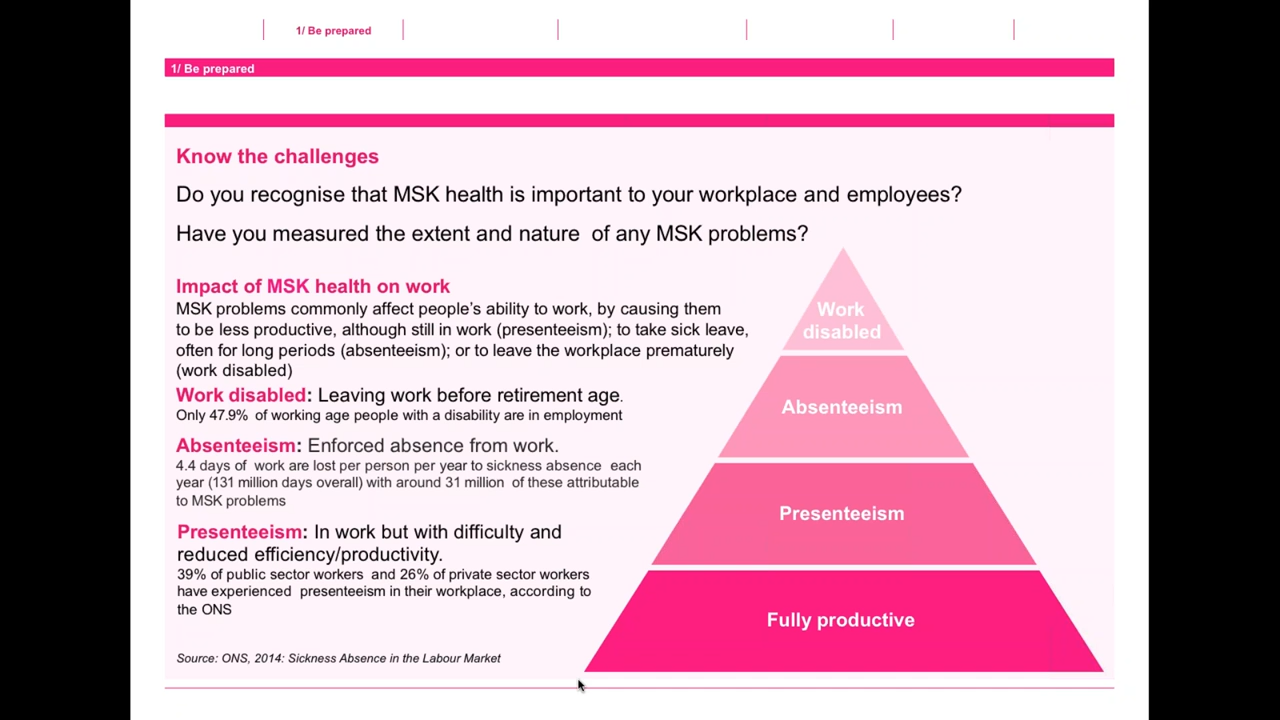 1/ Be prepared
1/ Be prepared
Know the challenges
Do you recognise that MSK health is important to your workplace and employees?
Have you measured the extent and nature  of any MSK problems?
Impact of MSK health on work
MSK problems commonly affect people's ability to work, by causing them
to be less productive, although still in work (presenteeism); to take sick leave,
often for long periods (absenteeism); or to leave the workplace prematurely
(work disabled)
Work disabled: Leaving work before retirement age.
Only 47.9%  of working age people with a disability are in employment
Absenteeism: Enforced absence from work.
4.4 days of  work are lost per person per year to sickness absence  each
year (131 million days overall) with around 31 million  of these attributable
to MSK problems
Presenteeism: In work but with difficulty and
reduced efficiency/productivity.
39% of public sector workers  and 26% of private sector workers
have experienced  presenteeism in their workplace, according to
the ONS
Source: ONS, 2014: Sickness Absence in the Labour Market
Work
disabled
Absenteeism
Presenteeism
Fully productive